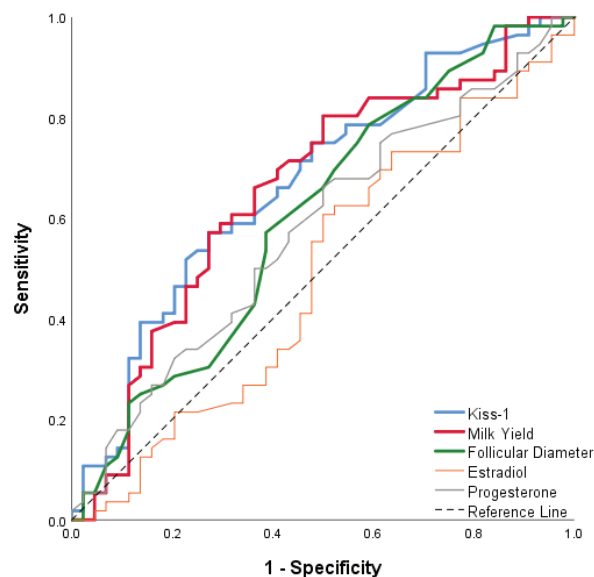 1.0
0.8
0.6
0.4
0.2
0.0
Sensitivity
Kiss-1
Milk Yield
Follicular Diameter
Estradiol
Progesterone
Reference Line
0.0 0.2 0.4 0.6 0.8 1.0
1 - Specificity